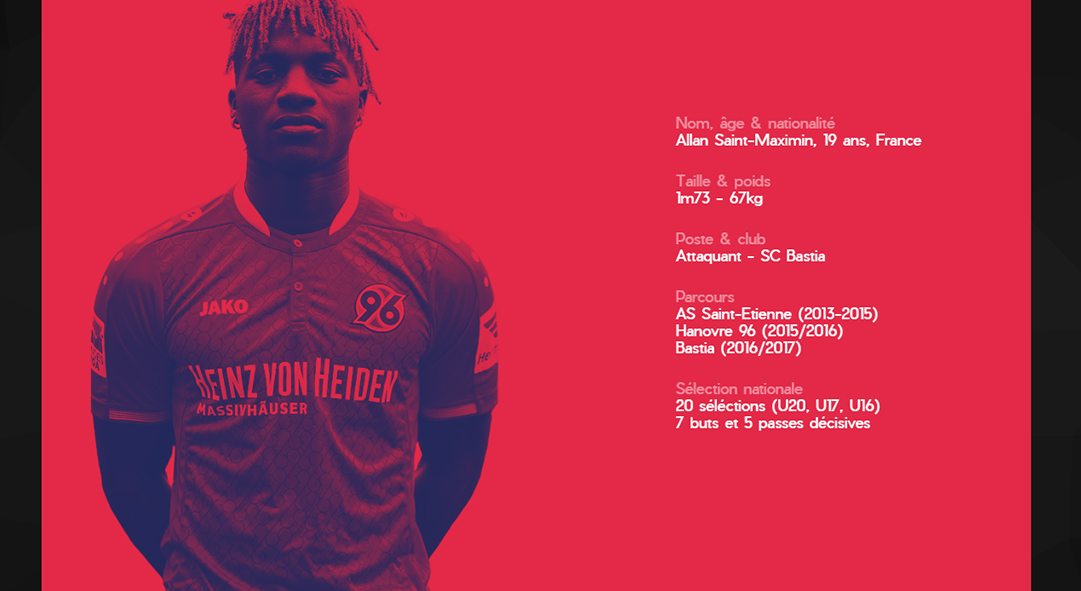 Nom, âge & nationalité
Allan Saint-Maximin, 19 ans, France
Taille & poids
1m73 - 67kg
Poste & club
Attaquant - SC Bastia
Parcours
AS Saint-Etienne (2013-2015)
Hanovre 96 (2015/2016)
Bastia (2016/2017)
Sélection nationale
20 séléctions (U20, U17, U16)
7 buts et 5 passes décisives
JAKO
96
HEINZ VON HEIDEN
MASSIVHÄUSER